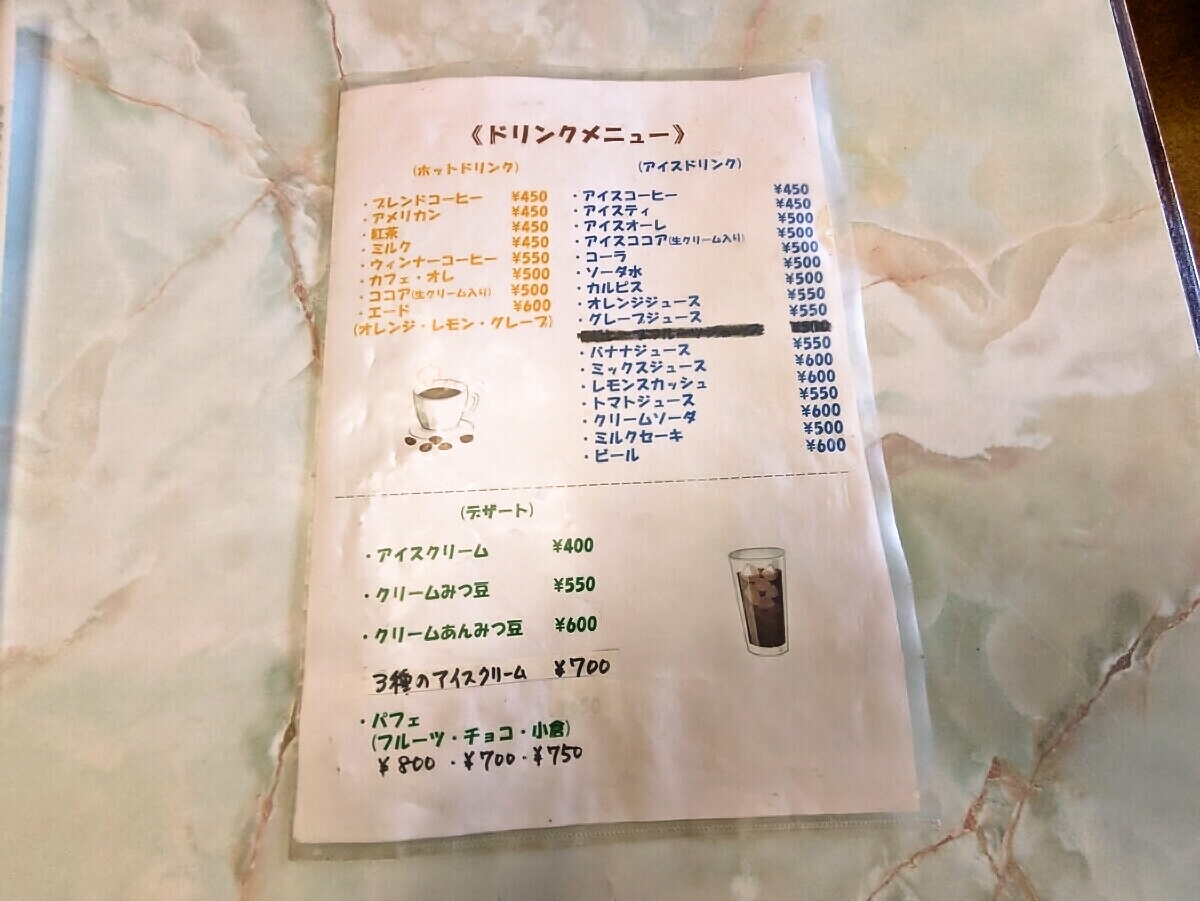 《ドリンクメニュー》
(ホットドリンク)
・ブレンドコーヒー ¥450
・アメリカン ¥450
・紅茶 ¥450
・ミルク ¥450
・ウィンナーコーヒー ¥550
・カフェ・オレ ¥500
・ココア(生クリーム入り) ¥500
・エード ¥600
(オレンジ・レモン・グレープ)
(アイスドリンク)
・アイスコーヒー ¥450
・アイスティ ¥450
・アイスオーレ ¥500
・アイスココア(生クリーム入り) ¥500
・コーラ ¥500
・ソーダ水 ¥500
・カルピス ¥500
・オレンジジュース ¥550
・グレープジュース ¥550
・バナナジュース ¥550
・ミックスジュース ¥600
・レモンスカッシュ ¥600
・トマトジュース ¥550
・クリームソーダ ¥600
・ミルクセーキ ¥500
・ビール ¥600
(デザート)
・アイスクリーム ¥400
・クリームみつ豆 ¥550
・クリームあんみつ豆 ¥600
3種のアイスクリーム ¥700
・パフェ
(フルーツ・チョコ・小倉)
¥800・¥700・¥750